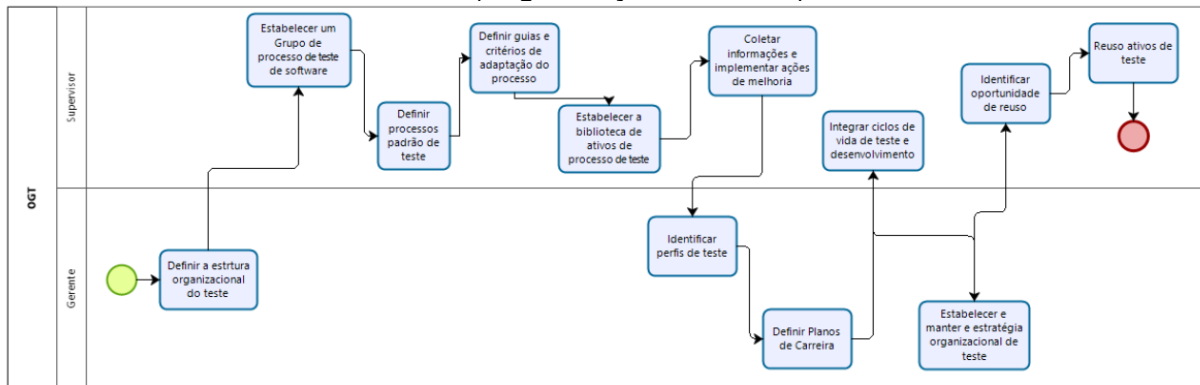 OGT
Supervisor
Estabelecer um
Grupo de
processo de teste
de software
Definir
processos
padrão de
teste
Definir guias e
critérios de
adaptação do
processo
Estabelecer a
biblioteca de
ativos de
processo de teste
Coletar
informações e
implementar ações
de melhoria
Integrar ciclos de
vida de teste e
desenvolvimento
Identificar
oportunidade
de reuso
Reuso ativos de
teste
Gerente
Definir a estrtura
organizacional
do teste
Identificar
perfis de teste
Definir Planos
de Carreira
Estabelecer e
manter e estratégia
organizacional de
teste